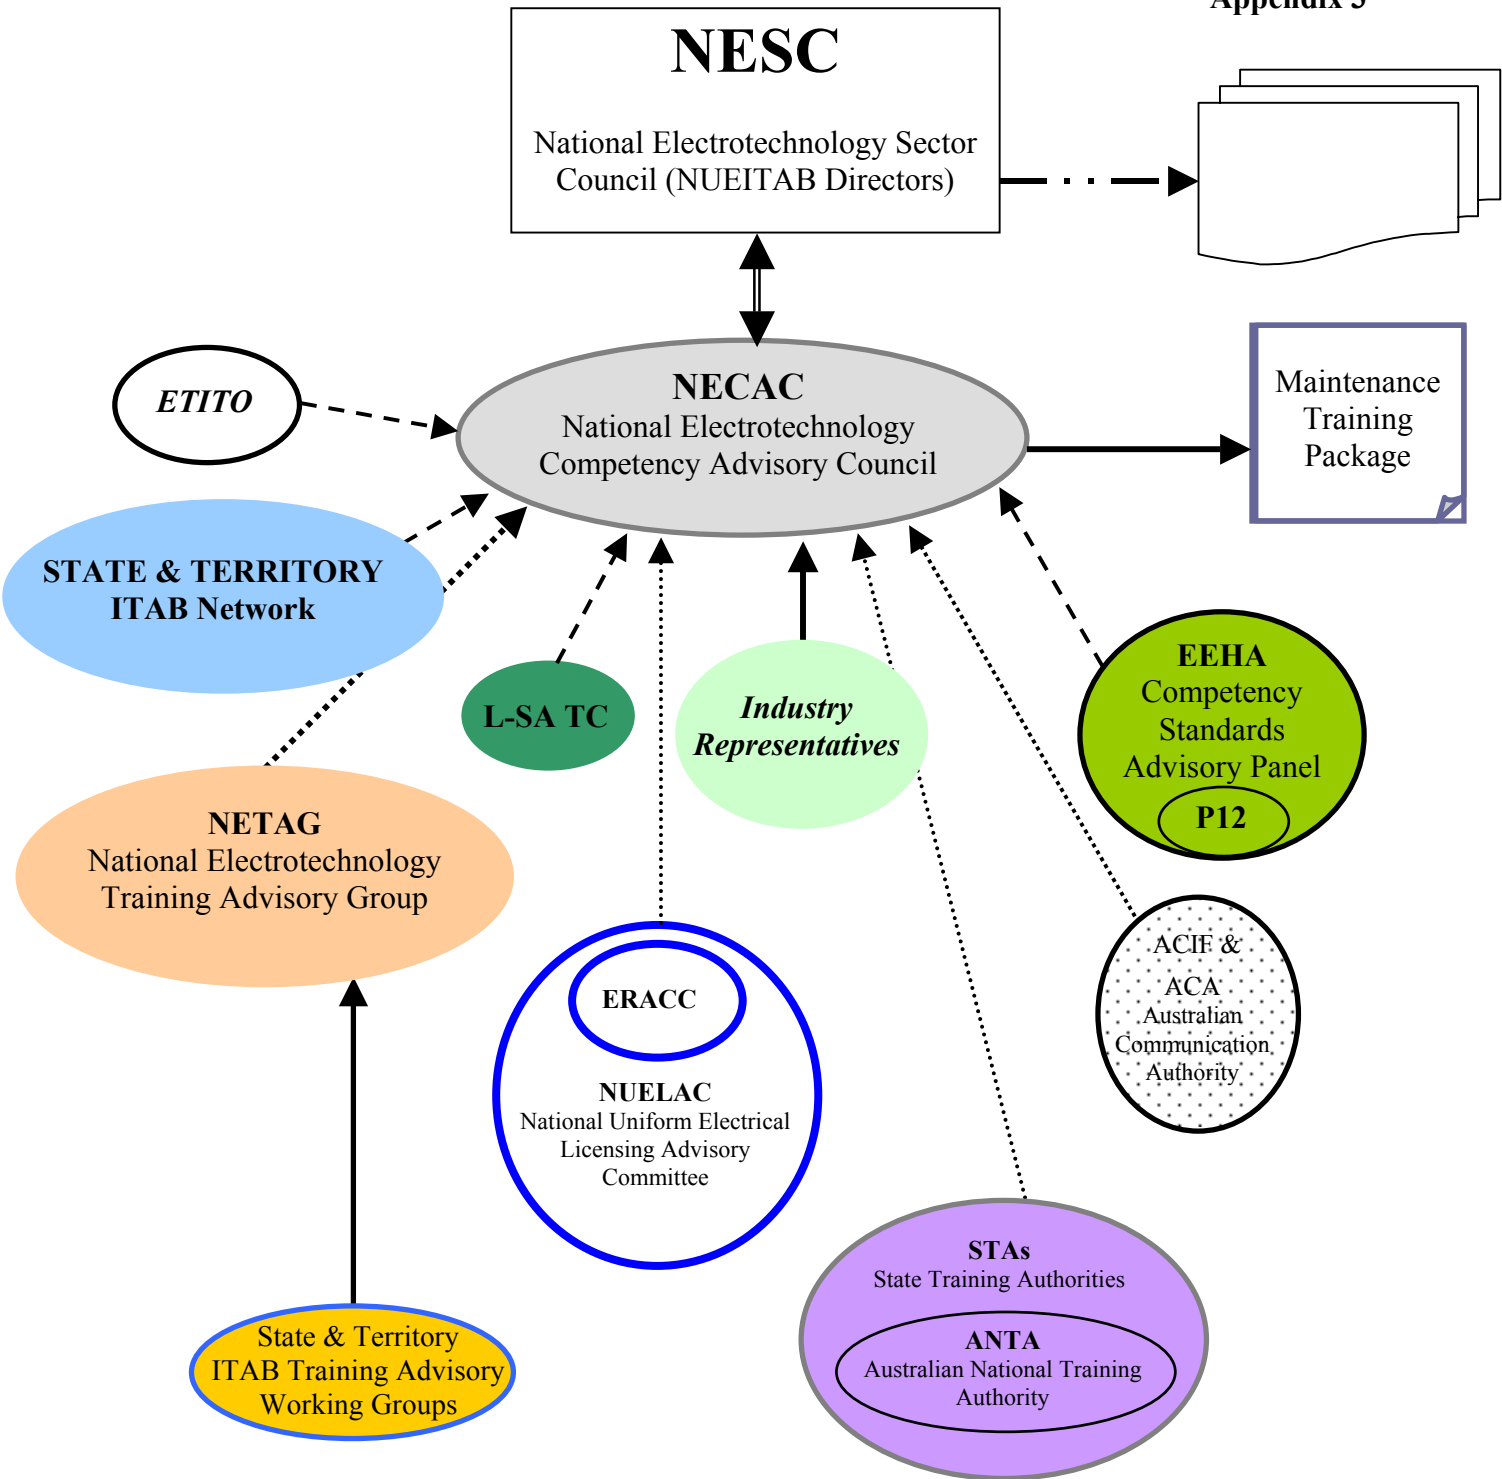 Appendix 3
NESC
National Electrotechnology Sector
Council (NUEITAB Directors)
ETITO
NECAC
National Electrotechnology
Competency Advisory Council
Maintenance
Training
Package
STATE & TERRITORY
ITAB Network
L-SA TC
Industry
Representatives
EEHA
Competency
Standards
Advisory Panel
P12
NETAG
National Electrotechnology
Training Advisory Group
ERACC
NUELAC
National Uniform Electrical
Licensing Advisory
Committee
ACIF &
ACA
Australian
Communication
Authority
STAs
State Training Authorities
ANTA
Australian National Training
Authority
State & Territory
ITAB Training Advisory
Working Groups